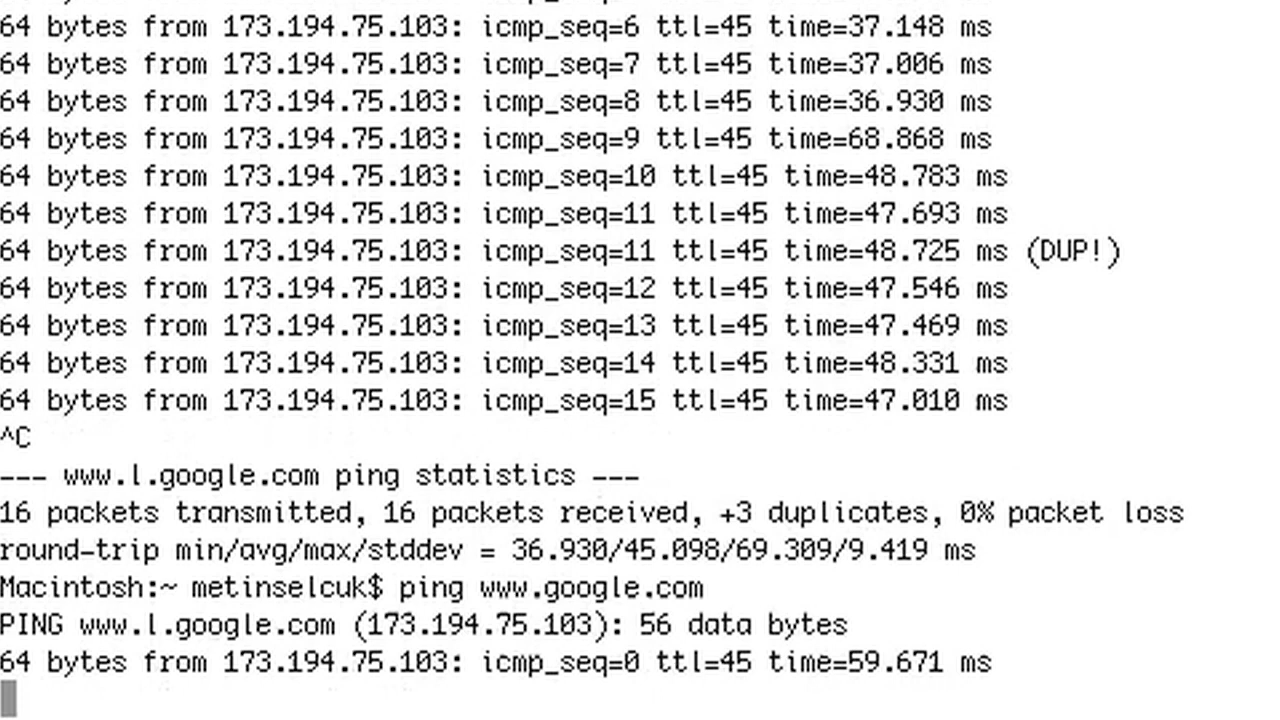 64 bytes from 173.194.75.103: icmp_seq=6 ttl=45 time=37.148 ms
64 bytes from 173.194.75.103: icmp_seq=7 ttl=45 time=37.006 ms
64 bytes from 173.194.75.103: icmp_seq=8 ttl=45 time=36.930 ms
64 bytes from 173.194.75.103: icmp_seq=9 ttl=45 time=68.868 ms
64 bytes from 173.194.75.103: icmp_seq=10 ttl=45 time=48.783 ms
64 bytes from 173.194.75.103: icmp_seq=11 ttl=45 time=47.693 ms
64 bytes from 173.194.75.103: icmp_seq=11 ttl=45 time=48.725 ms (DUP!)
64 bytes from 173.194.75.103: icmp_seq=12 ttl=45 time=47.546 ms
64 bytes from 173.194.75.103: icmp_seq=13 ttl=45 time=47.469 ms
64 bytes from 173.194.75.103: icmp_seq=14 ttl=45 time=48.331 ms
64 bytes from 173.194.75.103: icmp_seq=15 ttl=45 time=47.010 ms
^C
--- www.l.google.com ping statistics ---
16 packets transmitted, 16 packets received, +3 duplicates, 0% packet loss
round-trip min/avg/max/stddev = 36.930/45.098/69.309/9.419 ms
Macintosh:~ metinselcuk$ ping www.google.com
PING www.l.google.com (173.194.75.103): 56 data bytes
64 bytes from 173.194.75.103: icmp_seq=0 ttl=45 time=59.671 ms